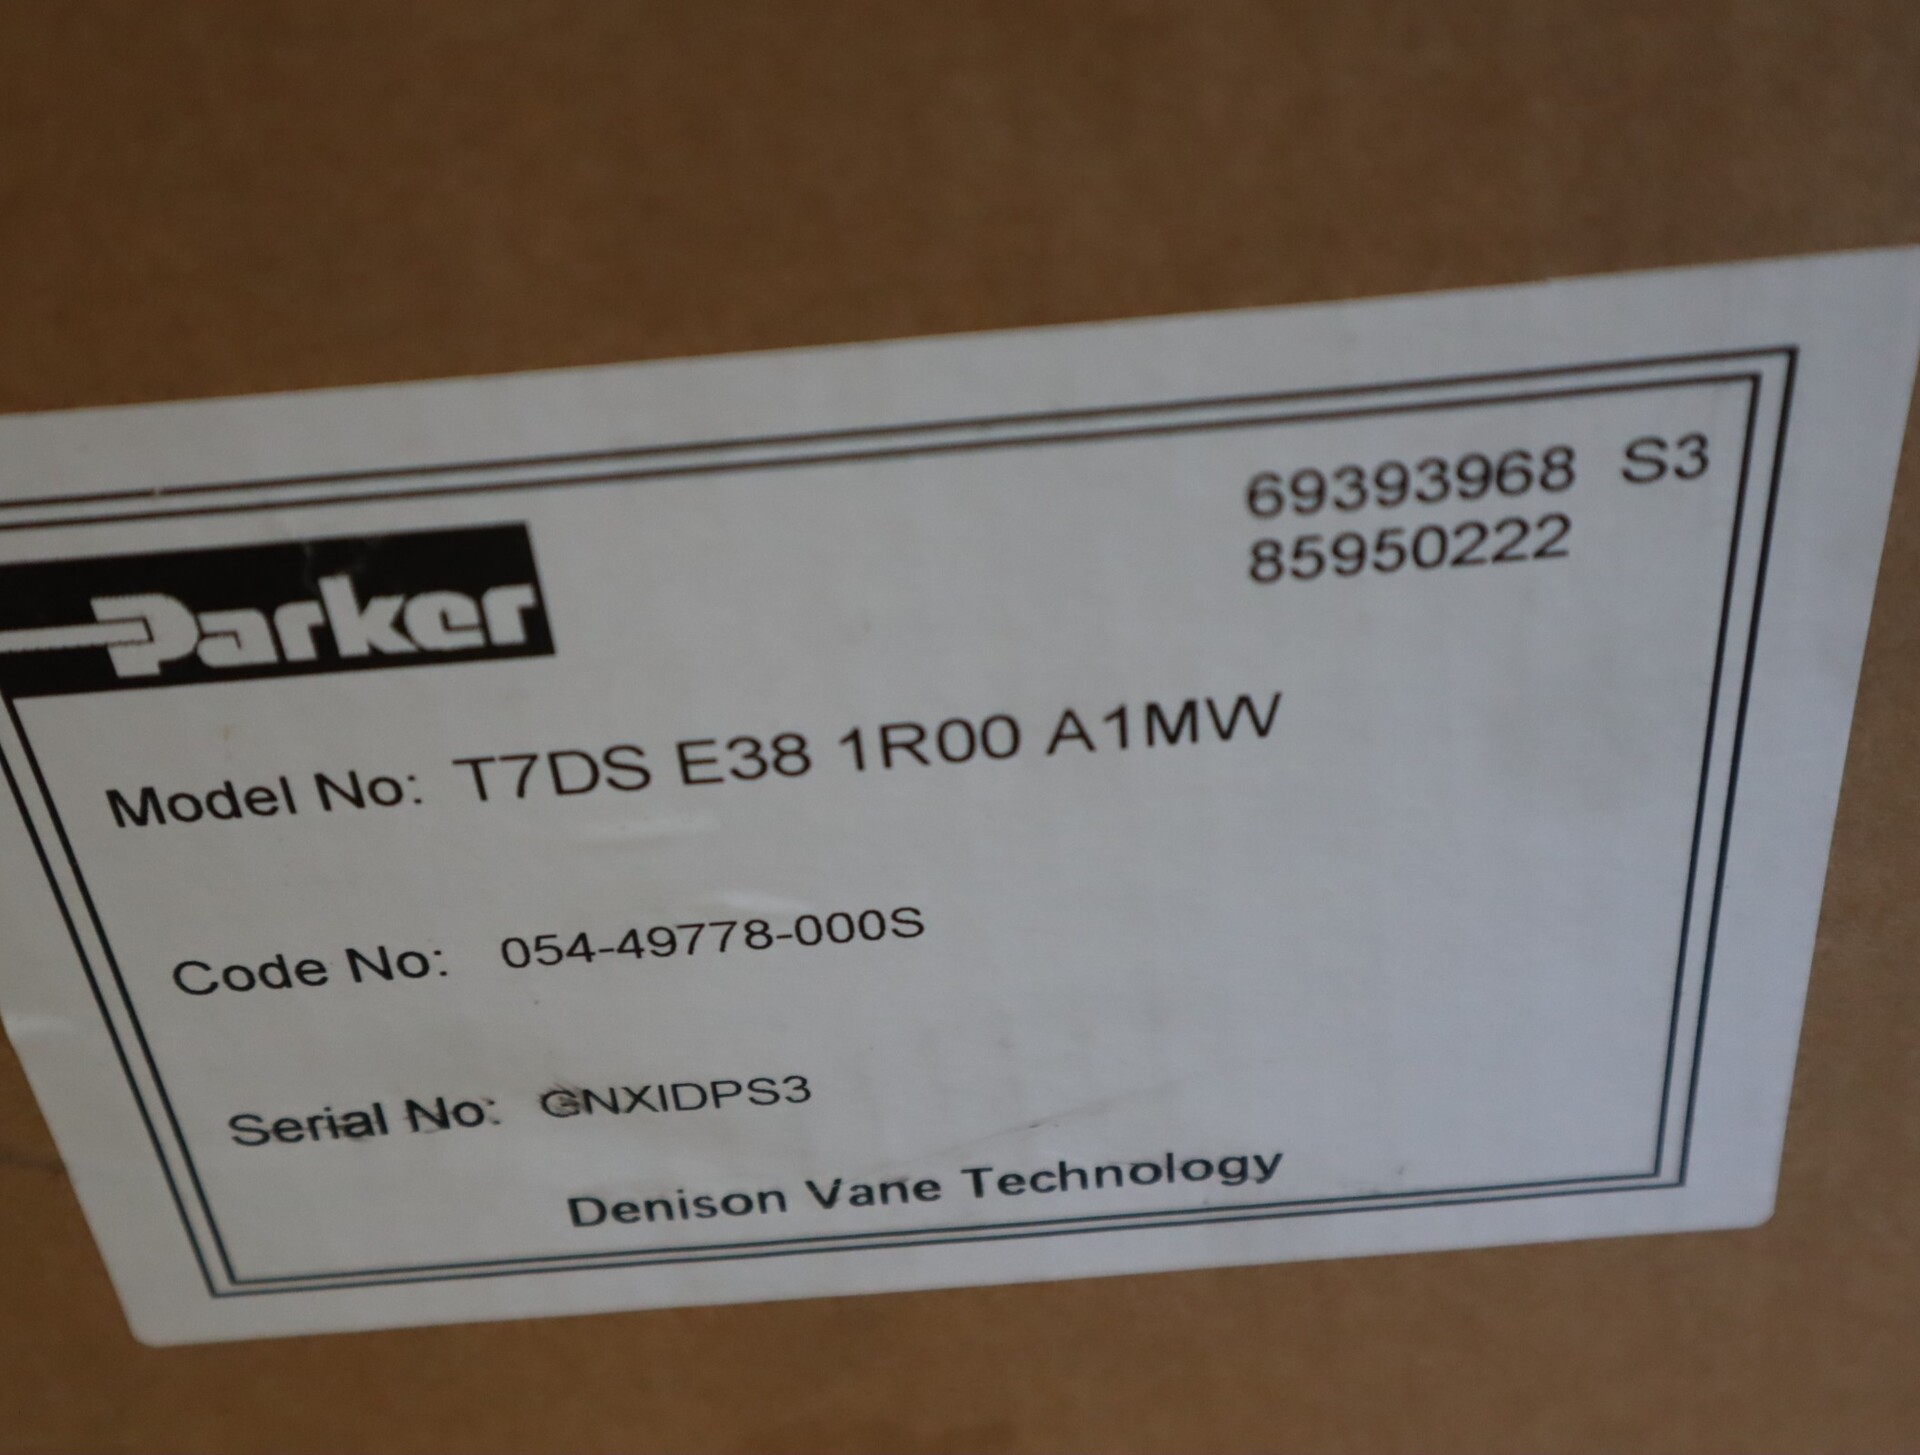 69393968 S3
85950222
Parker
Model No: T7DS E38 1R00 A1MW
Code No: 054-49778-000S
Serial No: GNXIDPS3
Denison Vane Technology